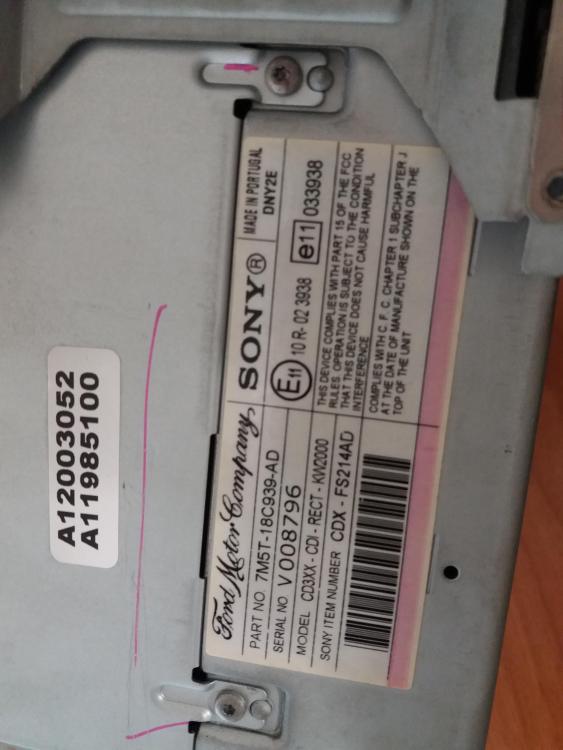 A12003052
A11985100
Ford Motor Company,
PART NO. 7M5T-18C939-AD
SERIAL NO. V 008796
MODEL CD3XX - CDI - RECT - KW2000
SONY ITEM NUMBER CDX - FS214AD
SONY®
MADE IN PORTUGAL
DNY2E
E11 10 R - 02 3938 e11 033938
THIS DEVICE COMPLIES WITH PART 15 OF THE FCC
RULES. OPERATION IS SUBJECT TO THE CONDITION
THAT THIS DEVICE DOES NOT CAUSE HARMFUL
INTERFERENCE
COMPLIES WITH C. F. C. CHAPTER 1 SUBCHAPTER J
AT THE DATE OF MANUFACTURE SHOWN ON THE
TOP OF THE UNIT